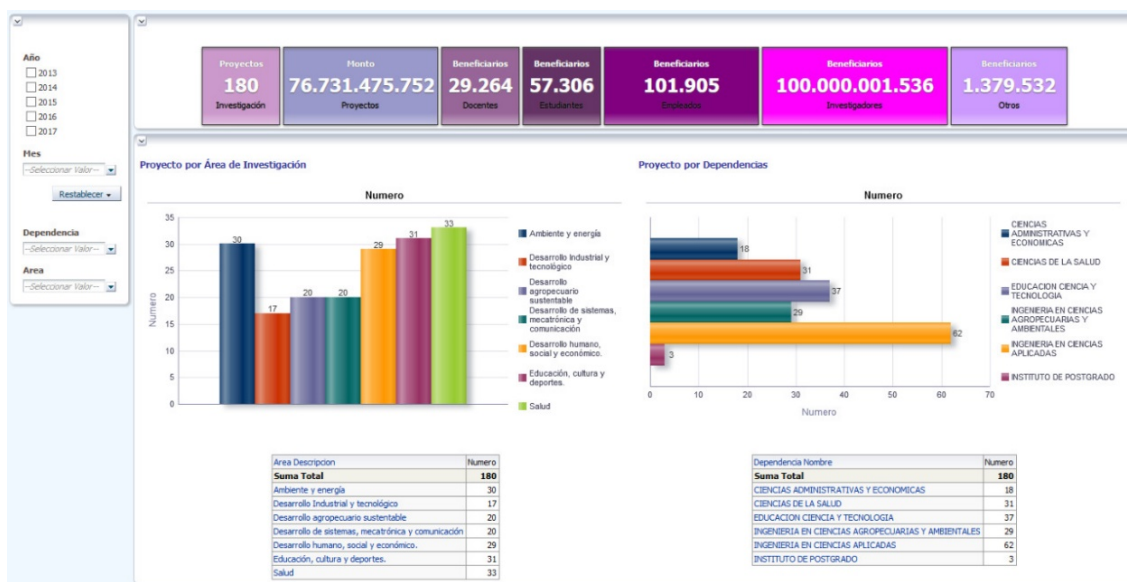 Año
2013
2014
2015
2016
2017
Mes
--Seleccionar Valor--
Restablecer
Dependencia
--Seleccionar Valor--
Area
--Seleccionar Valor--
Proyectos
180
Investigación
Monto
76.731.475.752
Proyectos
Beneficiarios
29.264
Docentes
Beneficiarios
57.306
Estudiantes
Beneficiarios
101.905
Empleados
Beneficiarios
100.000.001.536
Investigadores
Beneficiarios
1.379.532
Otros
Proyecto por Área de Investigación
Numero
Numero
35
30
25
20
15
10
5
0
30
17
20
20
29
31
33
Ambiente y energía
Desarrollo Industrial y
tecnológico
Desarrollo
agropecuario
sustentable
Desarrollo de sistemas,
mecatrónica y
comunicación
Desarrollo humano,
social y económico.
Educación, cultura y
deportes.
Salud
Area Descripcion Numero
Suma Total 180
Ambiente y energía 30
Desarrollo Industrial y tecnológico 17
Desarrollo agropecuario sustentable 20
Desarrollo de sistemas, mecatrónica y comunicación 20
Desarrollo humano, social y económico. 29
Educación, cultura y deportes. 31
Salud 33
Proyecto por Dependencias
Numero
18
31
37
29
62
3
0 10 20 30 40 50 60 70
Numero
CIENCIAS
ADMINISTRATIVAS Y
ECONOMICAS
CIENCIAS DE LA SALUD
EDUCACION CIENCIA Y
TECNOLOGIA
INGENIERIA EN CIENCIAS
AGROPECUARIAS Y
AMBIENTALES
INGENIERIA EN CIENCIAS
APLICADAS
INSTITUTO DE POSTGRADO
Dependencia Nombre Numero
Suma Total 180
CIENCIAS ADMINISTRATIVAS Y ECONOMICAS 18
CIENCIAS DE LA SALUD 31
EDUCACION CIENCIA Y TECNOLOGIA 37
INGENIERIA EN CIENCIAS AGROPECUARIAS Y AMBIENTALES 29
INGENIERIA EN CIENCIAS APLICADAS 62
INSTITUTO DE POSTGRADO 3